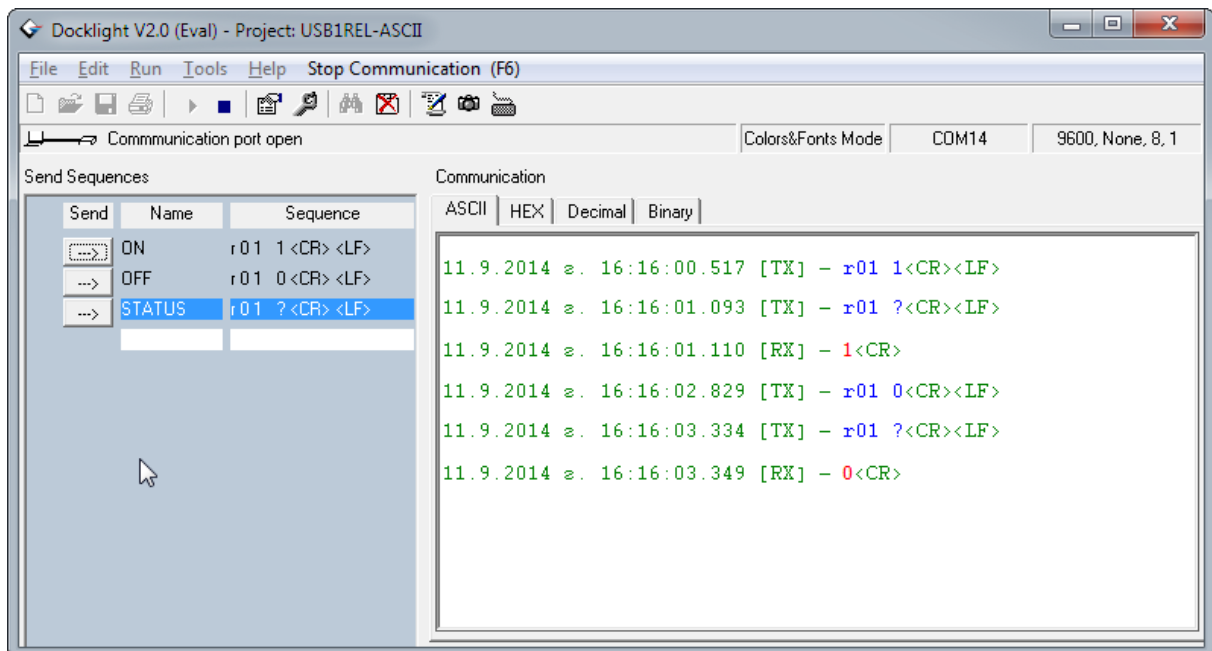 Docklight V2.0 (Eval) - Project: USB1REL-ASCII
File Edit Run Tools Help Stop Communication (F6)
Commmunication port open Colors&Fonts Mode COM14 9600, None, 8, 1
Send Sequences
Send Name Sequence
---> ON r01 1<CR><LF>
---> OFF r01 0<CR><LF>
---> STATUS r01 ?<CR><LF>
Communication
ASCII HEX Decimal Binary
11.9.2014 г. 16:16:00.517 [TX] – r01 1<CR><LF>
11.9.2014 г. 16:16:01.093 [TX] – r01 ?<CR><LF>
11.9.2014 г. 16:16:01.110 [RX] – 1<CR>
11.9.2014 г. 16:16:02.829 [TX] – r01 0<CR><LF>
11.9.2014 г. 16:16:03.334 [TX] – r01 ?<CR><LF>
11.9.2014 г. 16:16:03.349 [RX] – 0<CR>